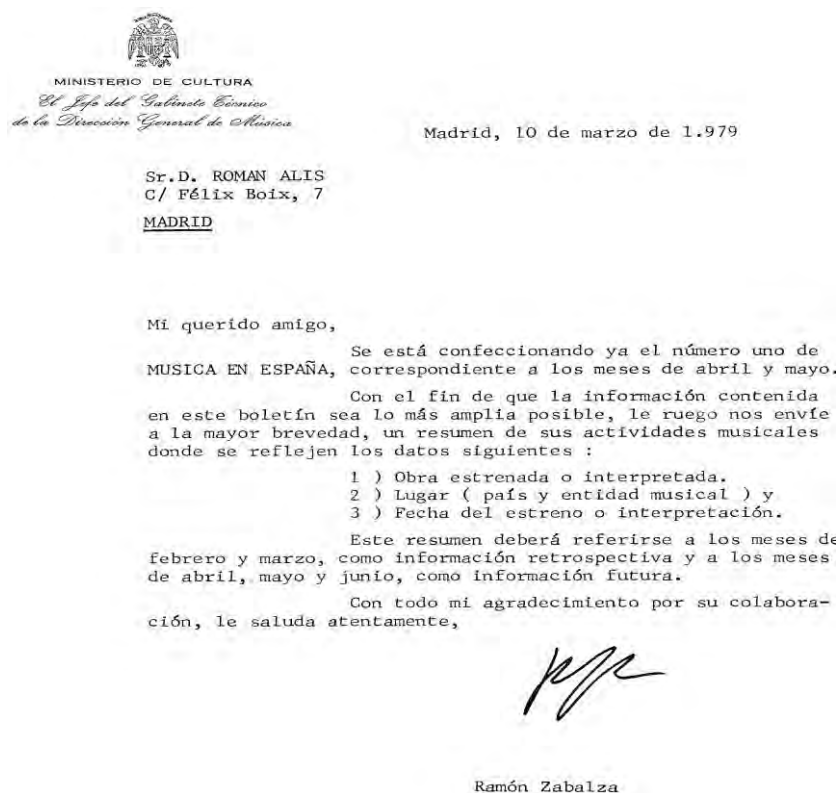 MINISTERIO DE CULTURA
El Jefe del Gabinete Técnico
de la Dirección General de Música
Madrid, 10 de marzo de 1.979
Sr.D. ROMAN ALIS
C/ Félix Boix, 7
MADRID
Mi querido amigo,
Se está confeccionando ya el número uno de
MUSICA EN ESPAÑA, correspondiente a los meses de abril y mayo.
Con el fin de que la información contenida
en este boletín sea lo más amplia posible, le ruego nos envíe
a la mayor brevedad, un resumen de sus actividades musicales
donde se reflejen los datos siguientes :
1 ) Obra estrenada o interpretada.
2 ) Lugar ( país y entidad musical ) y
3 ) Fecha del estreno o interpretación.
Este resumen deberá referirse a los meses de
febrero y marzo, como información retrospectiva y a los meses
de abril, mayo y junio, como información futura.
Con todo mi agradecimiento por su colabora-
ción, le saluda atentamente,
Ramón Zabalza